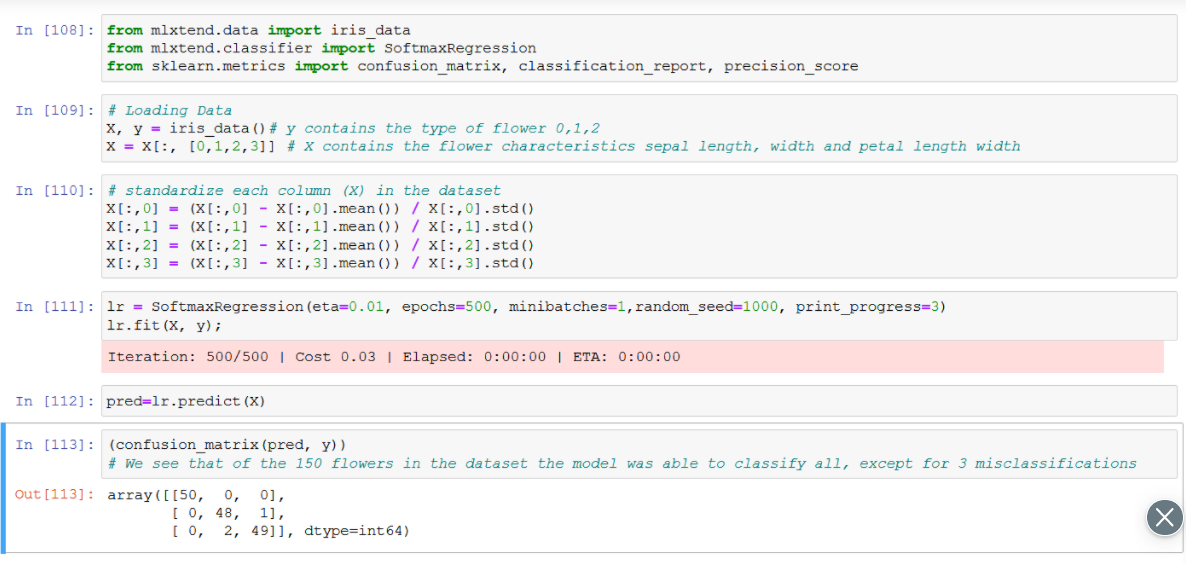 In [108]: from mlxtend.data import iris_data
from mlxtend.classifier import SoftmaxRegression
from sklearn.metrics import confusion_matrix, classification_report, precision_score
In [109]: # Loading Data
X, y = iris_data()# y contains the type of flower 0,1,2
X = X[:, [0,1,2,3]] # X contains the flower characteristics sepal length, width and petal length width
In [110]: # standardize each column (X) in the dataset
X[:,0] = (X[:,0] - X[:,0].mean()) / X[:,0].std()
X[:,1] = (X[:,1] - X[:,1].mean()) / X[:,1].std()
X[:,2] = (X[:,2] - X[:,2].mean()) / X[:,2].std()
X[:,3] = (X[:,3] - X[:,3].mean()) / X[:,3].std()
In [111]: lr = SoftmaxRegression(eta=0.01, epochs=500, minibatches=1,random_seed=1000, print_progress=3)
lr.fit(X, y);
Iteration: 500/500 | Cost 0.03 | Elapsed: 0:00:00 | ETA: 0:00:00
In [112]: pred=lr.predict(X)
In [113]: (confusion_matrix(pred, y))
# We see that of the 150 flowers in the dataset the model was able to classify all, except for 3 misclassifications
Out[113]: array([[50, 0, 0],
[ 0, 48, 1],
[ 0, 2, 49]], dtype=int64)